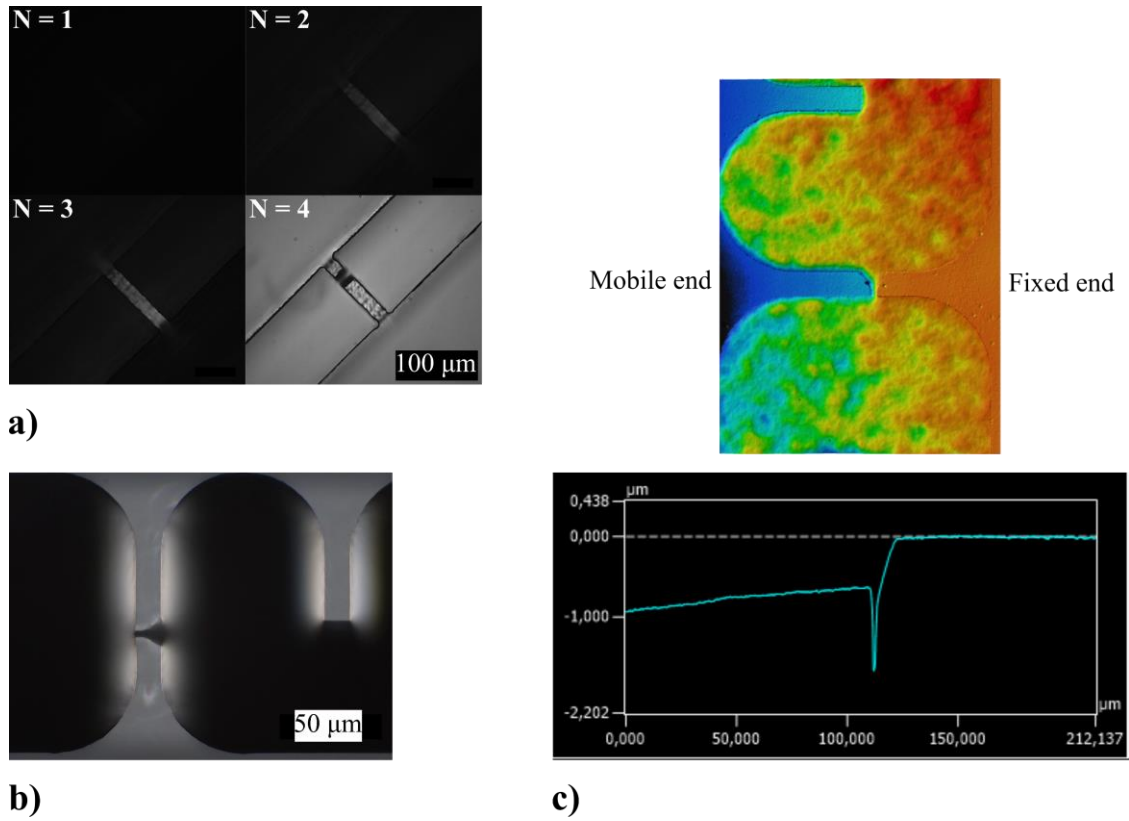 N = 1
N = 2
N = 3
N = 4
100 µm
a)
Mobile end
Fixed end
50 µm
b)
µm
0,438
0,000
-1,000
-2,202
µm
0,000
50,000
100,000
150,000
212,137
c)